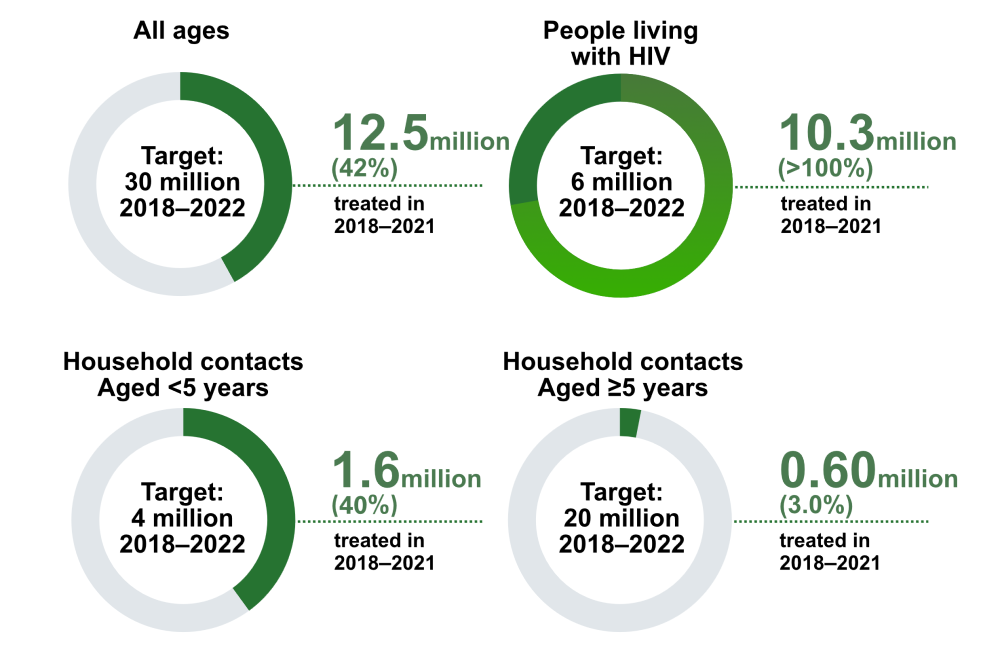 All ages
Target:
30 million
2018–2022
12.5million
(42%)
treated in
2018–2021
People living
with HIV
Target:
6 million
2018–2022
10.3million
(>100%)
treated in
2018–2021
Household contacts
Aged <5 years
Target:
4 million
2018–2022
1.6million
(40%)
treated in
2018–2021
Household contacts
Aged ≥5 years
Target:
20 million
2018–2022
0.60million
(3.0%)
treated in
2018–2021